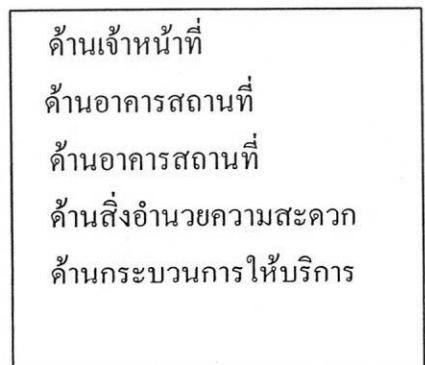 ด้านเจ้าหน้าที่
ด้านอาคารสถานที่
ด้านอาคารสถานที่
ด้านสิ่งอำนวยความสะดวก
ด้านกระบวนการให้บริการ